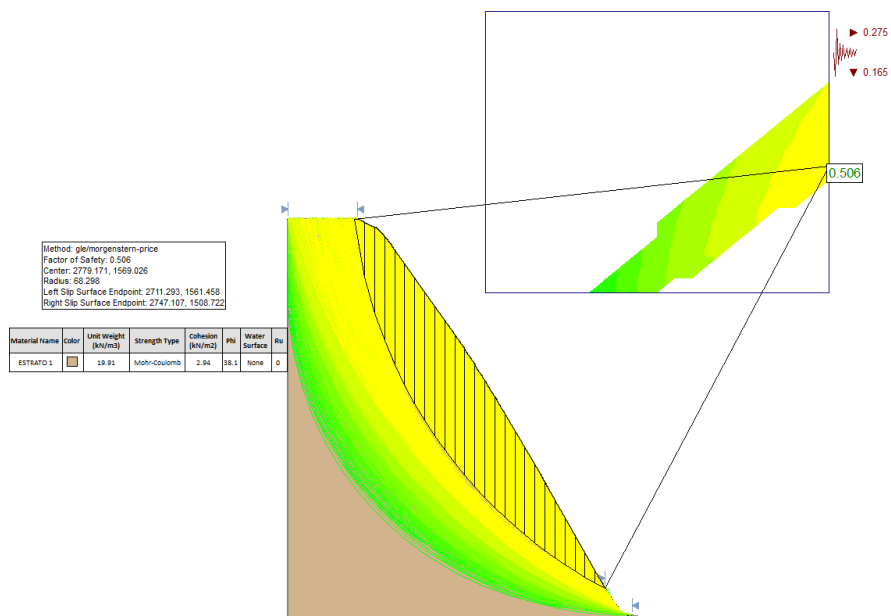 0.275
0.165
0.506
Method: gle/morgenstern-price
Factor of Safety: 0.506
Center: 2779.171, 1569.026
Radius: 68.298
Left Slip Surface Endpoint: 2711.293, 1561.458
Right Slip Surface Endpoint: 2747.107, 1508.722
Material Name Color Unit Weight (kN/m3) Strength Type Cohesion (kN/m2) Phi Water Surface Ru
ESTRATO 1 19.91 Mohr-Coulomb 2.94 38.1 None 0